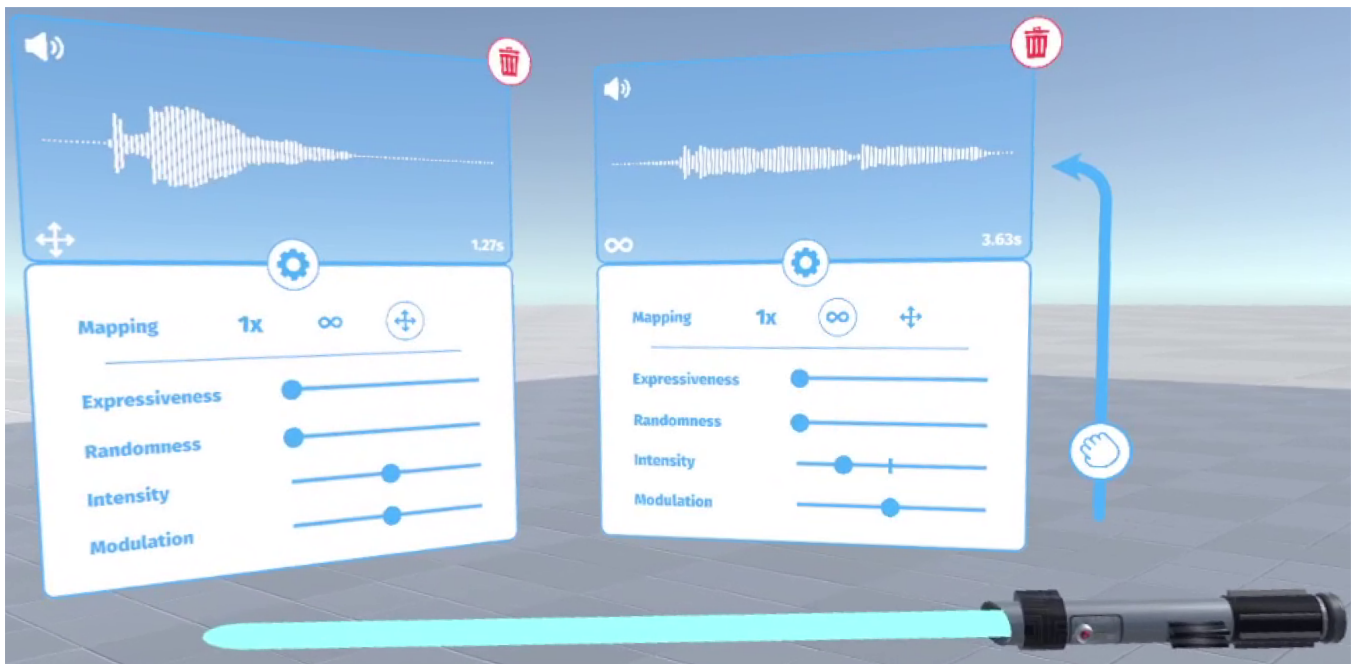 1.27s
Mapping 1x ∞
Expressiveness
Randomness
Intensity
Modulation
3.63s
Mapping 1x ∞
Expressiveness
Randomness
Intensity
Modulation